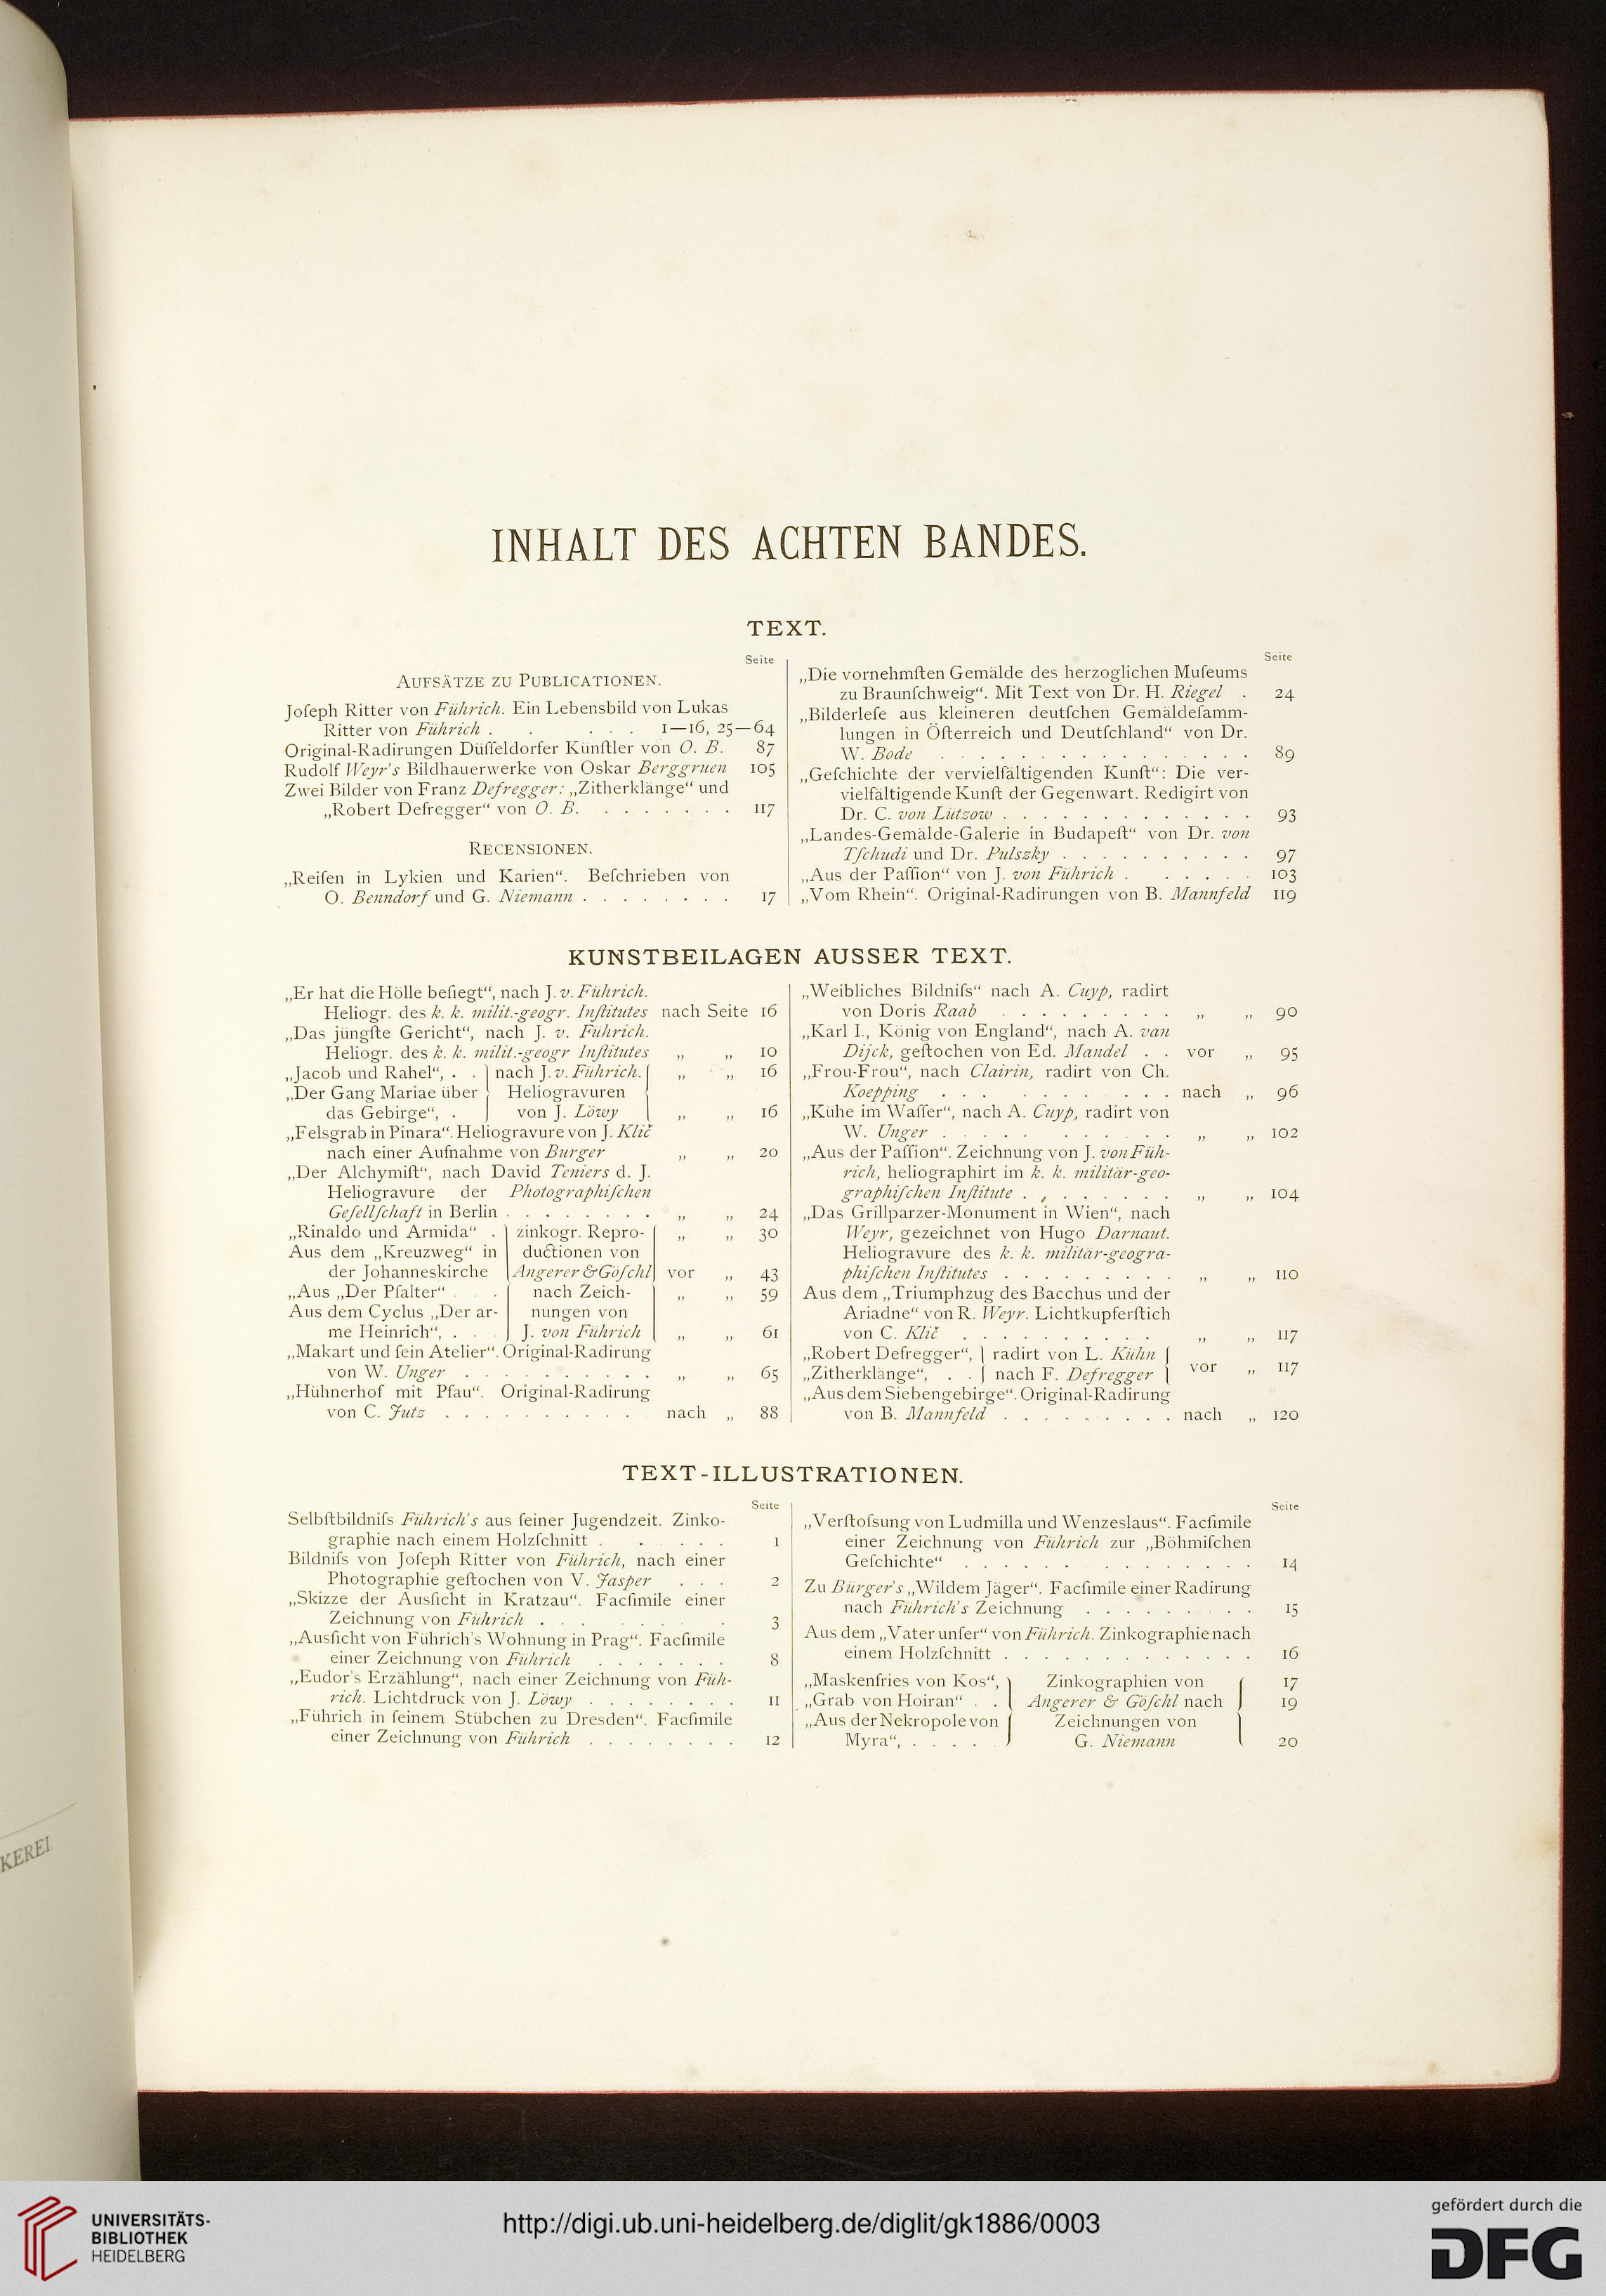 INHALT DES ACHTEN BANDES.
TEXT.
Seite
AUFSÄTZE ZU PUBLICATIONEN.
Joſeph Ritter von Führich. Ein Lebensbild von Lukas
Ritter von Führich . . . . . 1—16, 25—64
Original-Radirungen Düſſeldorfer Künſtler von O. B. 87
Rudolf Weyr's Bildhauerwerke von Oskar Berggruen 105
Zwei Bilder von Franz Defregger: „Zitherklänge“ und
„Robert Defregger“ von O. B. . . . . . . . 117
RECENSIONEN.
„Reiſen in Lykien und Karien“. Beſchrieben von
O. Benndorf und G. Niemann . . . . . . . . 17
Seite
„Die vornehmſten Gemälde des herzoglichen Muſeums
zu Braunſchweig“. Mit Text von Dr. H. Riegel . 24
„Bilderleſe aus kleineren deutſchen Gemäldeſamm-
lungen in Öſterreich und Deutſchland“ von Dr.
W. Bode . . . . . . . . . . . . . . . . 89
„Geſchichte der vervielfältigenden Kunſt“: Die ver-
vielfältigende Kunſt der Gegenwart. Redigirt von
Dr. C. von Lützow . . . . . . . . . . . . . 93
„Landes-Gemälde-Galerie in Budapeſt“ von Dr. von
Tſchudi und Dr. Pulszky . . . . . . . . . . 97
„Aus der Paſſion“ von J. von Führich . . . . . . 103
„Vom Rhein“. Original-Radirungen von B. Mannfeld 119
KUNSTBEILAGEN AUSSER TEXT.
„Er hat die Hölle beſiegt“, nach J. v. Führich.
Heliogr. des k. k. milit.-geogr. Inſtitutes nach Seite 16
„Das jüngſte Gericht“, nach J. v. Führich.
Heliogr. des k. k. milit.-geogr Inſtitutes „ „ 10
„Jacob und Rahel“, . . nach J. v. Führich. „ „ 16
„Der Gang Mariae über Heliogravuren
das Gebirge“, . von J. Löwy „ „ 16
„Felsgrab in Pinara“. Heliogravure von J. Klič
nach einer Aufnahme von Burger „ „ 20
„Der Alchymiſt“, nach David Teniers d. J.
Heliogravure der Photographiſchen
Geſellſchaft in Berlin . . . . . . . . „ „ 24
„Rinaldo und Armida“ . zinkogr. Repro- „ „ 30
Aus dem „Kreuzweg“ in ductionen von
der Johanneskirche Angerer & Göſchl vor „ 43
„Aus „Der Pſalter“ . . nach Zeich- „ „ 59
Aus dem Cyclus „Der ar- nungen von
me Heinrich“, . . . J. von Führich „ „ 61
„Makart und ſein Atelier“. Original-Radirung
von W. Unger . . . . . . . . . . „ „ 65
„Hühnerhof mit Pfau“. Original-Radirung
von C. Jutz . . . . . . . . . . nach „ 88
„Weibliches Bildniſs“ nach A. Cuyp, radirt
von Doris Raab . . . . . . . . . „ „ 90
„Karl I., König von England“, nach A. van
Dijck, geſtochen von Ed. Mandel . . vor „ 95
„Frou-Frou“, nach Clairin, radirt von Ch.
Koepping . . . . . . . . . . . nach „ 96
„Kühe im Waſſer“, nach A. Cuyp, radirt von
W. Unger . . . . . . . . . . . „ „ 102
„Aus der Paſſion“. Zeichnung von J. von Füh-
rich, heliographirt im k. k. militär-geo-
graphiſchen Inſtitute . . . . . . . . „ „ 104
„Das Grillparzer-Monument in Wien“, nach
Weyr, gezeichnet von Hugo Darnaut.
Heliogravure des k. k. militär-geogra-
phiſchen Inſtitutes . . . . . . . . . „ „ 110
Aus dem „Triumphzug des Bacchus und der
Ariadne“ von R. Weyr. Lichtkupferſtich
von C. Klič . . . . . . . . . . „ „ 117
„Robert Defregger“, radirt von L. Kühn
„Zitherklänge“, . . nach F. Defregger vor „ 117
„Aus dem Siebengebirge“. Original-Radirung
von B. Mannfeld . . . . . . . . . nach „ 120
TEXT-ILLUSTRATIONEN.
Seite
Selbſtbildniſs Führich's aus ſeiner Jugendzeit. Zinko-
graphie nach einem Holzſchnitt . . . . . . 1
Bildniſs von Joſeph Ritter von Führich, nach einer
Photographie geſtochen von V. Jasper . . . 2
„Skizze der Ausſicht in Kratzau“. Facſimile einer
Zeichnung von Führich . . . . . . . . 3
„Ausſicht von Führich's Wohnung in Prag“. Facſimile
einer Zeichnung von Führich . . . . . . . 8
„Eudor's Erzählung“, nach einer Zeichnung von Füh-
rich. Lichtdruck von J. Löwy . . . . . . . . 11
„Führich in ſeinem Stübchen zu Dresden“. Facſimile
einer Zeichnung von Führich . . . . . . . . 12
Seite
„Verſtoſsung von Ludmilla und Wenzeslaus“. Facſimile
einer Zeichnung von Führich zur „Böhmiſchen
Geſchichte“ . . . . . . . . . . . . . . 14
Zu Bürger's „Wildem Jäger“. Facſimile einer Radirung
nach Führich's Zeichnung . . . . . . . . . 15
Aus dem „Vater unſer“ von Führich. Zinkographie nach
einem Holzſchnitt . . . . . . . . . . . . . 16
„Maskenfries von Kos“, Zinkographien von 17
„Grab von Hoiran“ . . Angerer & Göſchl nach 19
„Aus der Nekropole von Zeichnungen von
Myra“, . . . . G. Niemann 20
KEREI
UNIVERSITÄTS-
BIBLIOTHEK
HEIDELBERG
http://digi.ub.uni-heidelberg.de/diglit/gk1886/0003
gefördert durch die
DFG